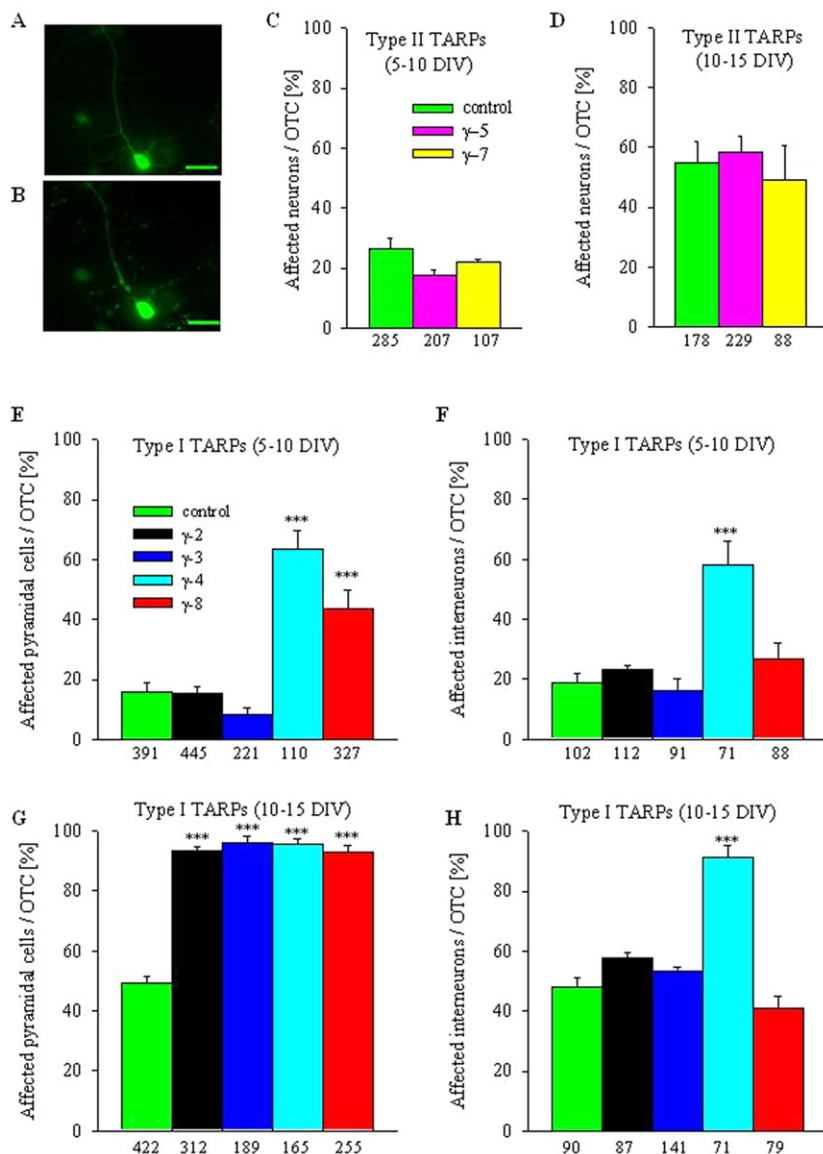 A
B
C
Type II TARPs
(5-10 DIV)
control
γ–5
γ–7
Affected neurons / OTC [%]
100
80
60
40
20
0
285 207 107
D
Type II TARPs
(10-15 DIV)
Affected neurons / OTC [%]
100
80
60
40
20
0
178 229 88
E
Type I TARPs (5-10 DIV)
control
γ-2
γ-3
γ-4
γ-8
***
***
Affected pyramidal cells / OTC [%]
100
80
60
40
20
0
391 445 221 110 327
F
Type I TARPs (5-10 DIV)
***
Affected interneurons / OTC [%]
100
80
60
40
20
0
102 112 91 71 88
G
Type I TARPs (10-15 DIV)
*** *** *** ***
Affected pyramidal cells / OTC [%]
100
80
60
40
20
0
422 312 189 165 255
H
Type I TARPs (10-15 DIV)
***
Affected interneurons / OTC [%]
100
80
60
40
20
0
90 87 141 71 79